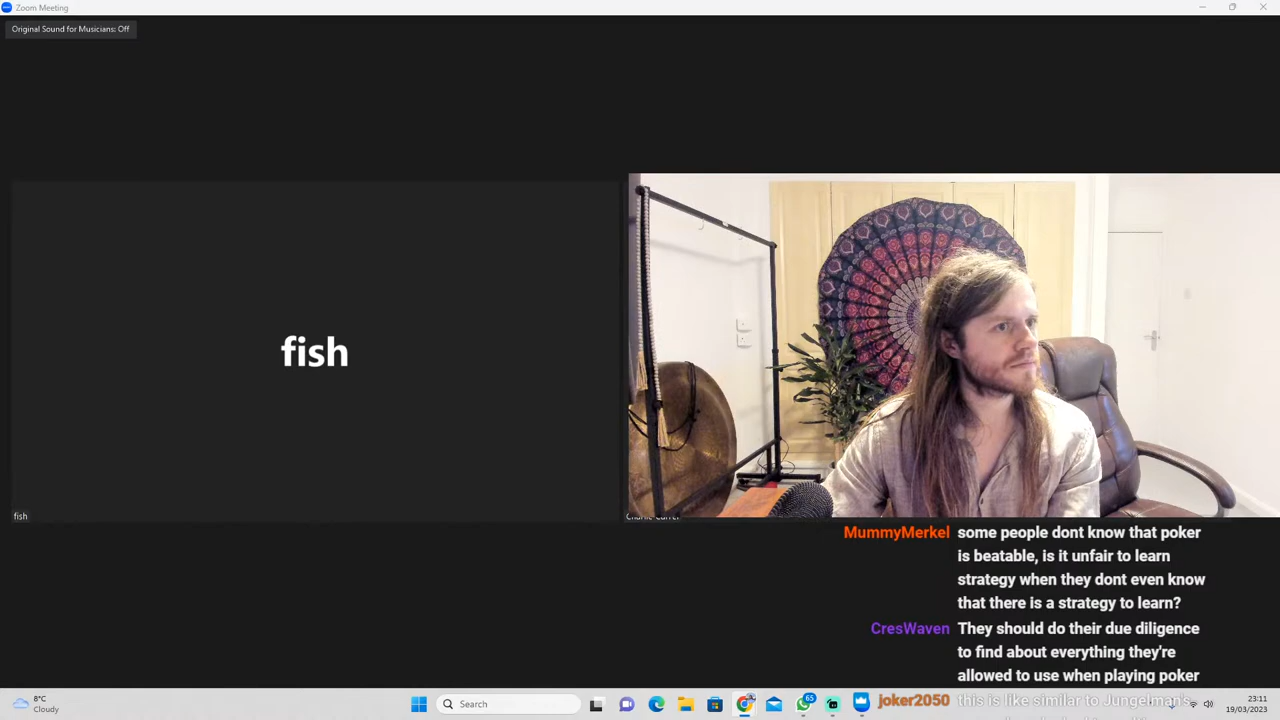 Zoom Meeting
Original Sound for Musicians: Off
fish
fish
MummyMerkel some people dont know that poker
is beatable, is it unfair to learn
strategy when they dont even know
that there is a strategy to learn?
CresWaven They should do their due diligence
to find about everything they're
allowed to use when playing poker
joker2050 this is like similar to Jungelman's
8°C
Cloudy
Search
65
23:11
19/03/2023